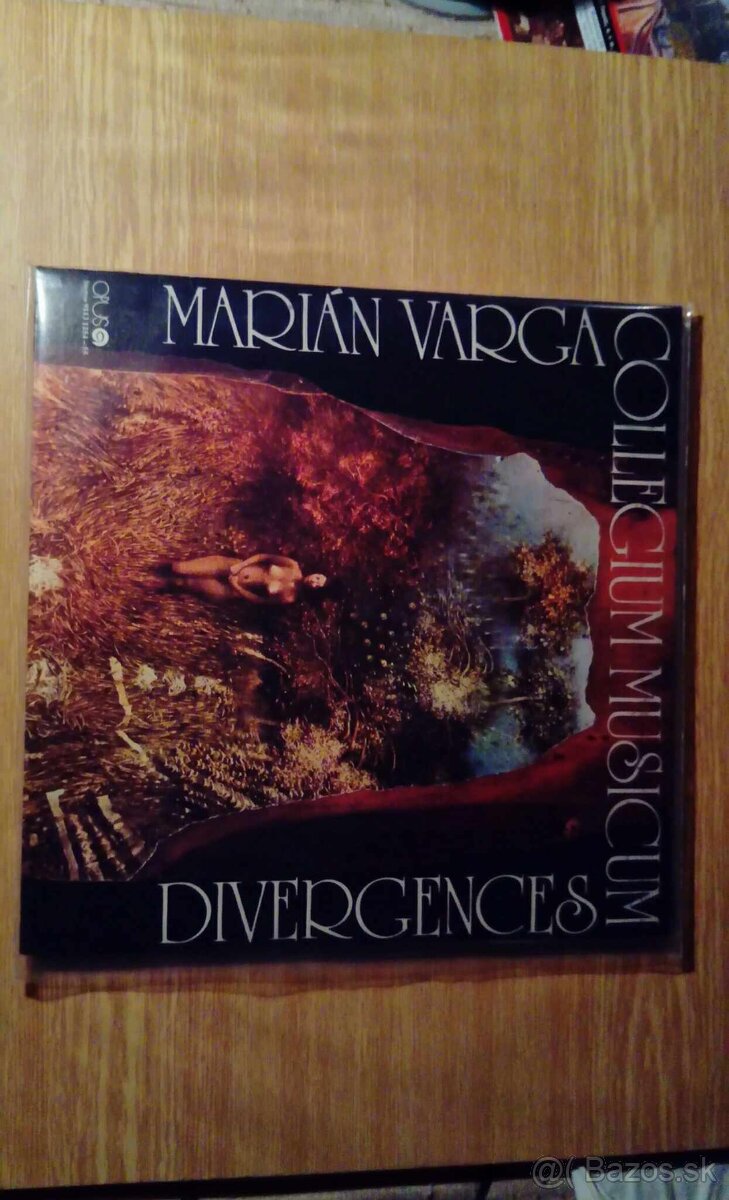 MARIÁN VARGA
COLLEGIUM MUSICUM
DIVERGENCES
OPUS
@( Bazos.sk